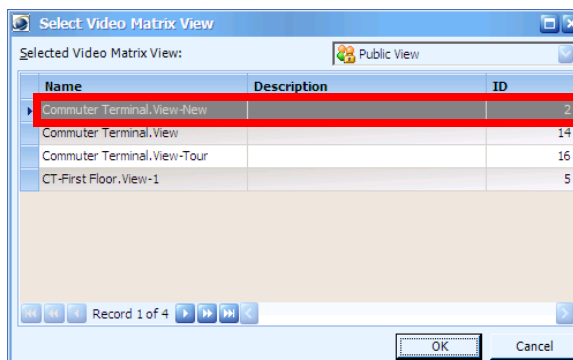 Select Video Matrix View
Selected Video Matrix View: Public View
Name Description ID
Commuter Terminal.View-New 2
Commuter Terminal.View 14
Commuter Terminal.View-Tour 16
CT-First Floor.View-1 5
Record 1 of 4
OK Cancel